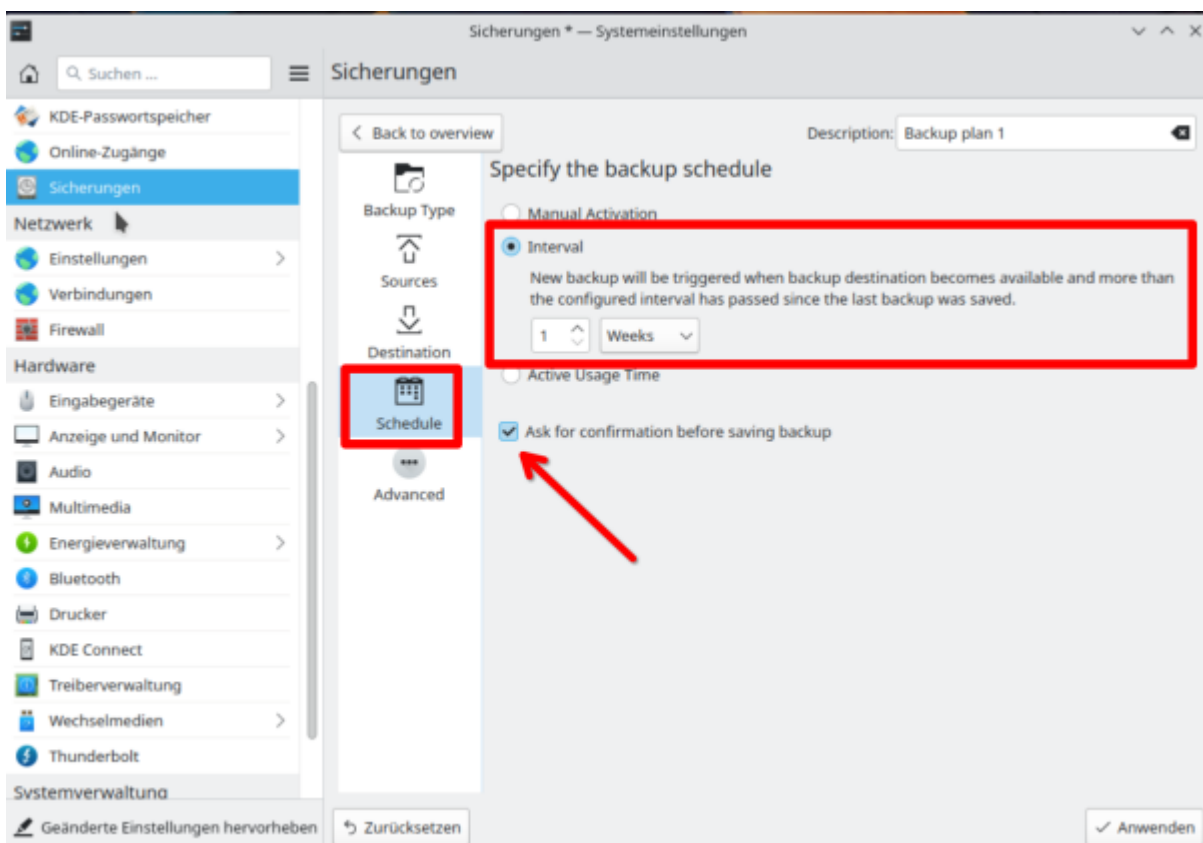 Sicherungen * — Systemeinstellungen
Suchen ...
Sicherungen
KDE-Passwortspeicher
Online-Zugänge
Sicherungen
Netzwerk
Einstellungen
Verbindungen
Firewall
Hardware
Eingabegeräte
Anzeige und Monitor
Audio
Multimedia
Energieverwaltung
Bluetooth
Drucker
KDE Connect
Treiberverwaltung
Wechselmedien
Thunderbolt
Systemverwaltung
Geänderte Einstellungen hervorheben
Back to overview
Description: Backup plan 1
Backup Type
Sources
Destination
Schedule
Advanced
Specify the backup schedule
Manual Activation
Interval
New backup will be triggered when backup destination becomes available and more than
the configured interval has passed since the last backup was saved.
1 Weeks
Active Usage Time
Ask for confirmation before saving backup
Zurücksetzen
Anwenden